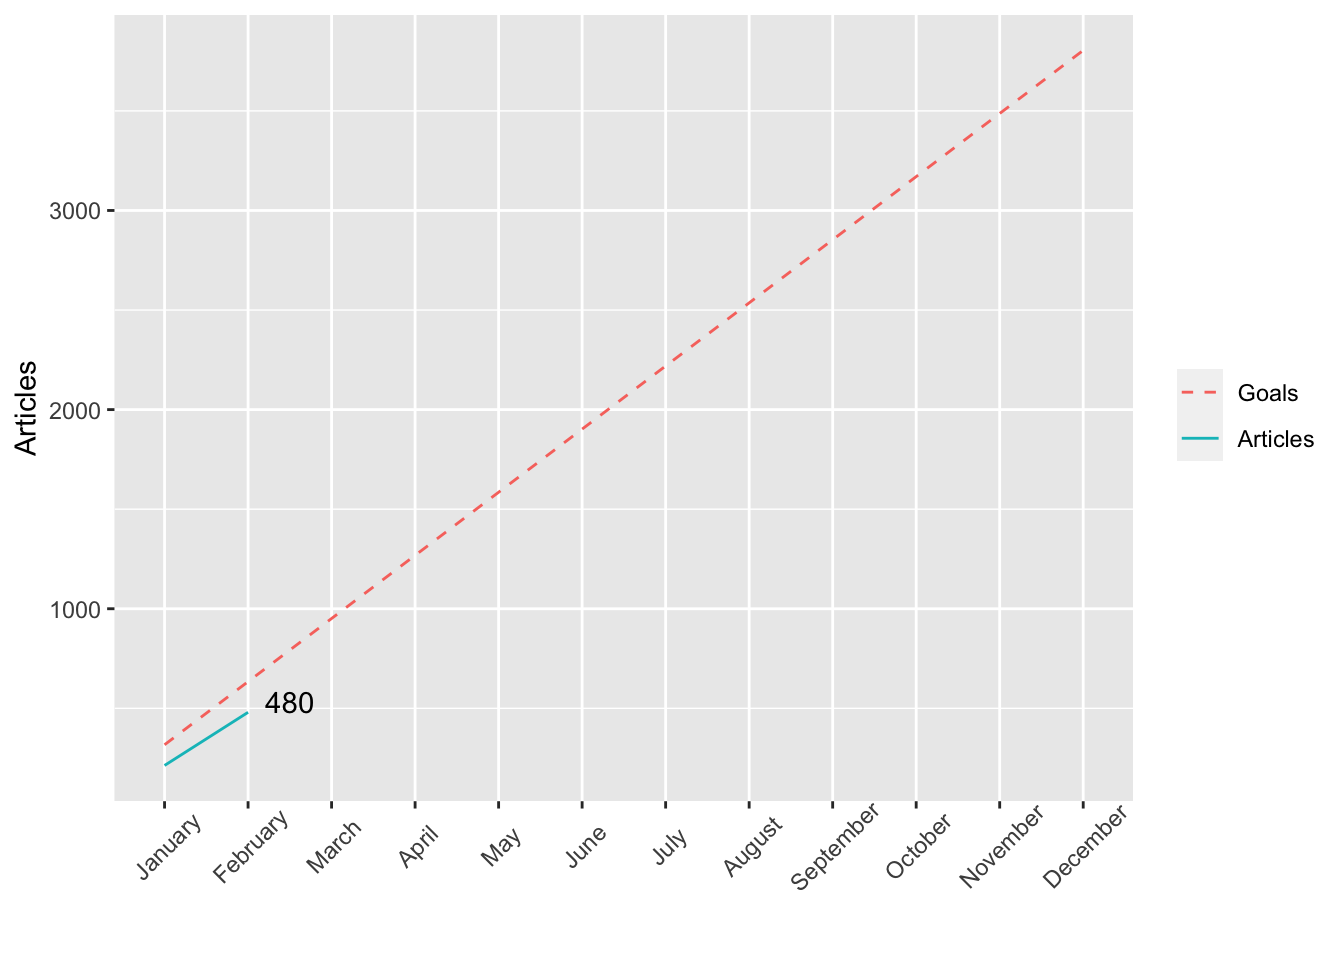 Articles
3000
2000
1000
480
January
February
March
April
May
June
July
August
September
October
November
December
Goals
Articles